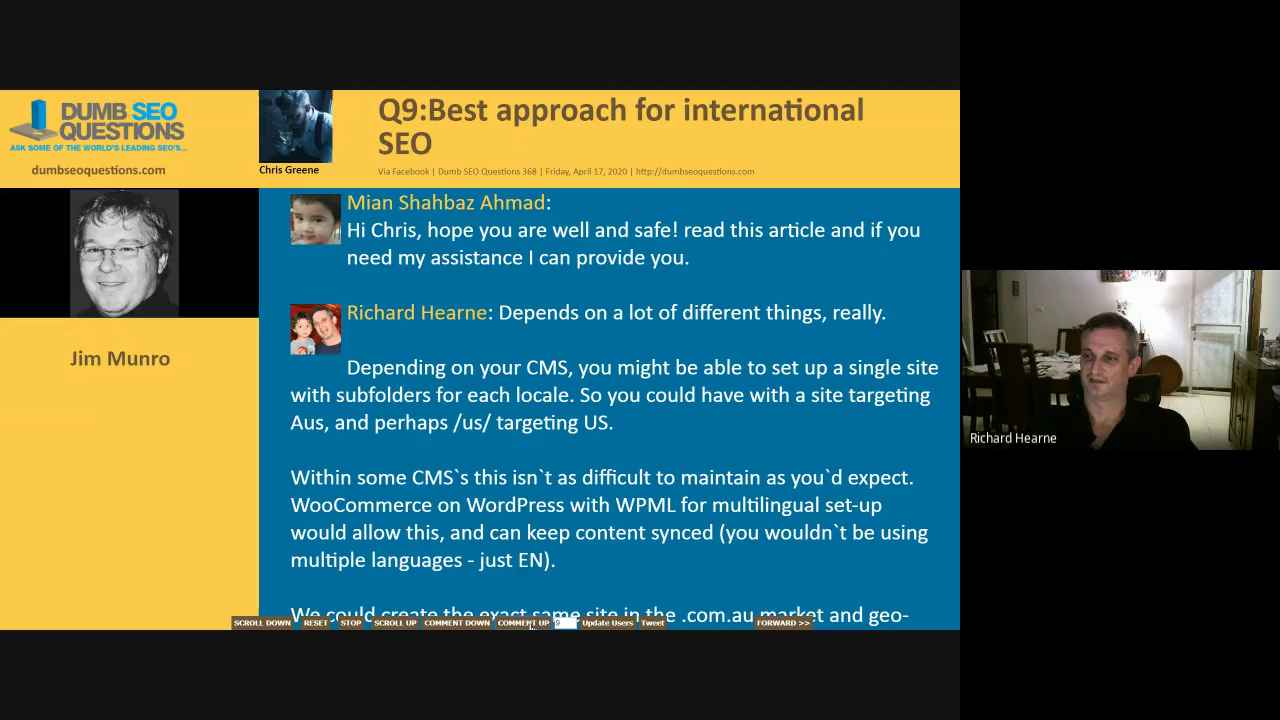 DUMB SEO
QUESTIONS
ASK SOME OF THE WORLD'S LEADING SEO'S...
dumbseoquestions.com
Chris Greene
Q9:Best approach for international
SEO
Via Facebook | Dumb SEO Questions 368 | Friday, April 17, 2020 | http://dumbseoquestions.com
Jim Munro
Mian Shahbaz Ahmad:
Hi Chris, hope you are well and safe! read this article and if you
need my assistance I can provide you.
Richard Hearne: Depends on a lot of different things, really.
Depending on your CMS, you might be able to set up a single site
with subfolders for each locale. So you could have with a site targeting
Aus, and perhaps /us/ targeting US.
Within some CMS`s this isn`t as difficult to maintain as you`d expect.
WooCommerce on WordPress with WPML for multilingual set-up
would allow this, and can keep content synced (you wouldn`t be using
multiple languages - just EN).
We could create the exact same site in the .com.au market and geo-
SCROLL DOWN RESET STOP SCROLL UP COMMENT DOWN COMMENT UP 9 Update Users Tweet FORWARD >>
Richard Hearne